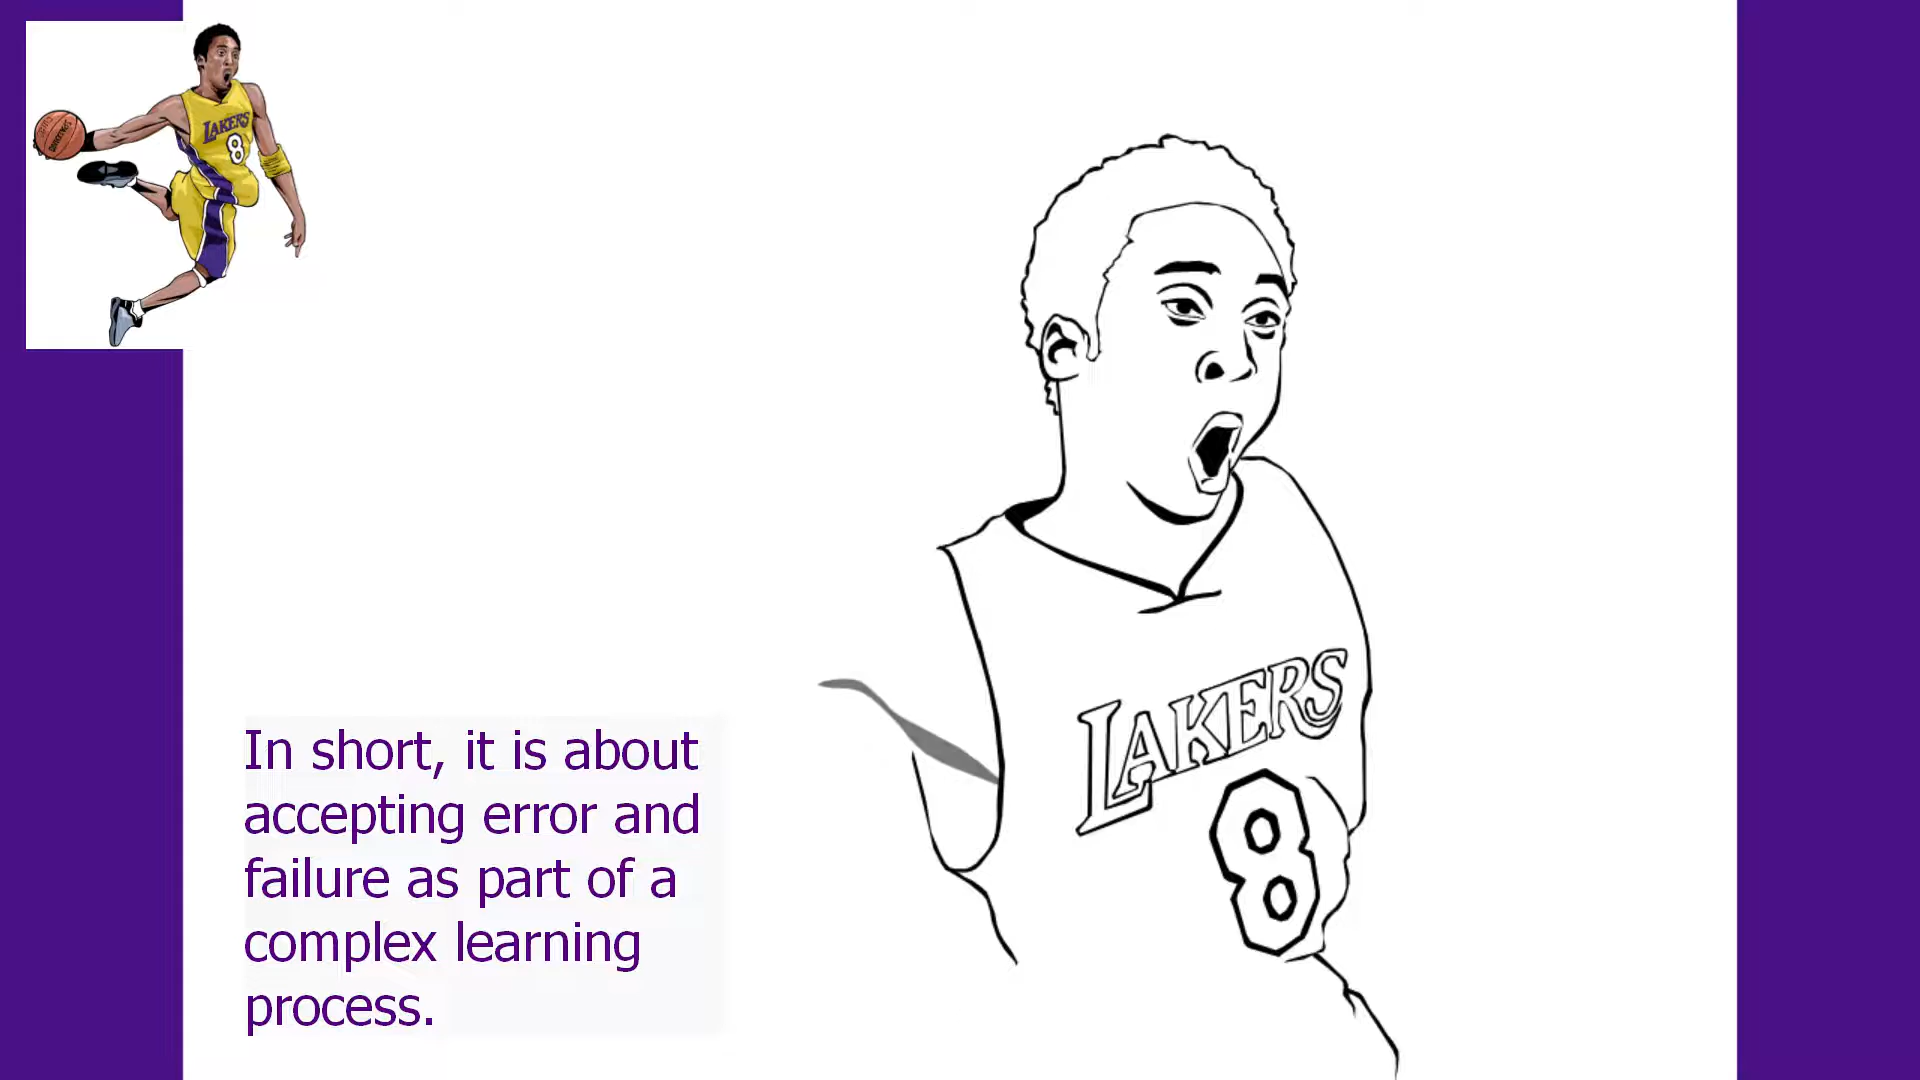 LAKERS
8
LAKERS
8
In short, it is about
accepting error and
failure as part of a
complex learning
process.